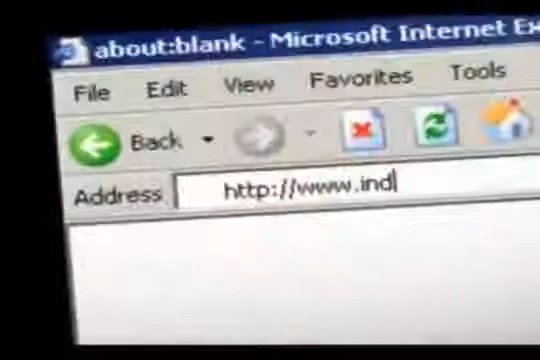 about:blank - Microsoft Internet Ex
File Edit View Favorites Tools
Back
Address http://www.ind